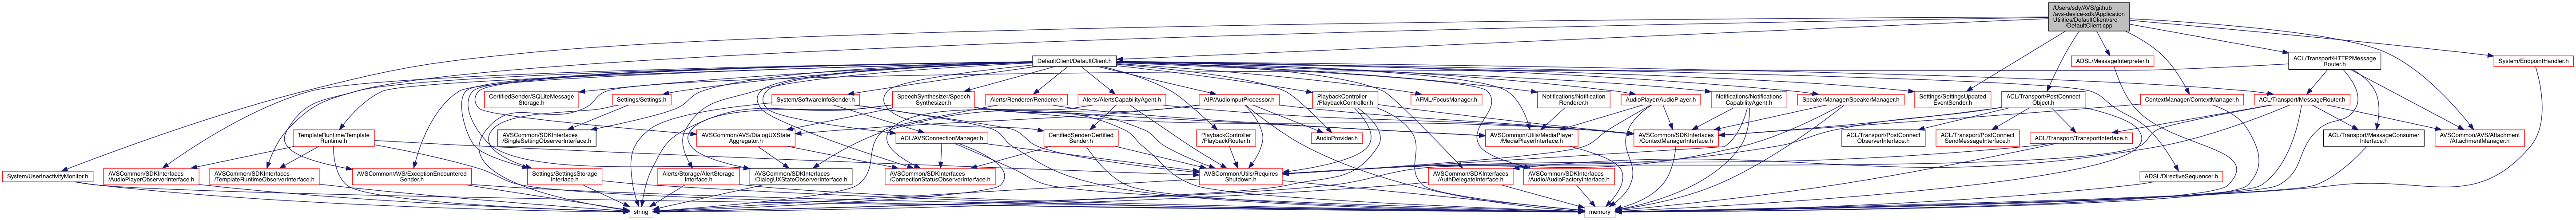 /Users/sdy/AVS/github
/avs-device-sdk/Application
Utilities/DefaultClient/src
/DefaultClient.cpp
DefaultClient/DefaultClient.h
ADSL/MessageInterpreter.h
ACL/Transport/HTTP2Message
Router.h
System/EndpointHandler.h
CertifiedSender/SQLiteMessage
Storage.h
Settings/Settings.h
System/SoftwareInfoSender.h
SpeechSynthesizer/Speech
Synthesizer.h
Alerts/Renderer/Renderer.h
Alerts/AlertsCapabilityAgent.h
AIP/AudioInputProcessor.h
PlaybackController
/PlaybackController.h
AFML/FocusManager.h
Notifications/Notification
Renderer.h
AudioPlayer/AudioPlayer.h
Notifications/Notifications
CapabilityAgent.h
SpeakerManager/SpeakerManager.h
Settings/SettingsUpdated
EventSender.h
ACL/Transport/PostConnect
Object.h
ContextManager/ContextManager.h
ACL/Transport/MessageRouter.h
TemplateRuntime/Template
Runtime.h
AVSCommon/SDKInterfaces
/SingleSettingObserverInterface.h
AVSCommon/AVS/DialogUXState
Aggregator.h
ACL/AVSConnectionManager.h
CertifiedSender/Certified
Sender.h
PlaybackController
/PlaybackRouter.h
AudioProvider.h
AVSCommon/Utils/MediaPlayer
/MediaPlayerInterface.h
AVSCommon/SDKInterfaces
/ContextManagerInterface.h
ACL/Transport/PostConnect
ObserverInterface.h
ACL/Transport/PostConnect
SendMessageInterface.h
ACL/Transport/TransportInterface.h
ACL/Transport/MessageConsumer
Interface.h
AVSCommon/AVS/Attachment
/AttachmentManager.h
System/UserInactivityMonitor.h
AVSCommon/SDKInterfaces
/AudioPlayerObserverInterface.h
AVSCommon/SDKInterfaces
/TemplateRuntimeObserverInterface.h
AVSCommon/AVS/ExceptionEncountered
Sender.h
Settings/SettingsStorage
Interface.h
Alerts/Storage/AlertStorage
Interface.h
AVSCommon/SDKInterfaces
/DialogUXStateObserverInterface.h
AVSCommon/SDKInterfaces
/ConnectionStatusObserverInterface.h
AVSCommon/Utils/Requires
Shutdown.h
AVSCommon/SDKInterfaces
/AuthDelegateInterface.h
AVSCommon/SDKInterfaces
/Audio/AudioFactoryInterface.h
ADSL/DirectiveSequencer.h
string
memory